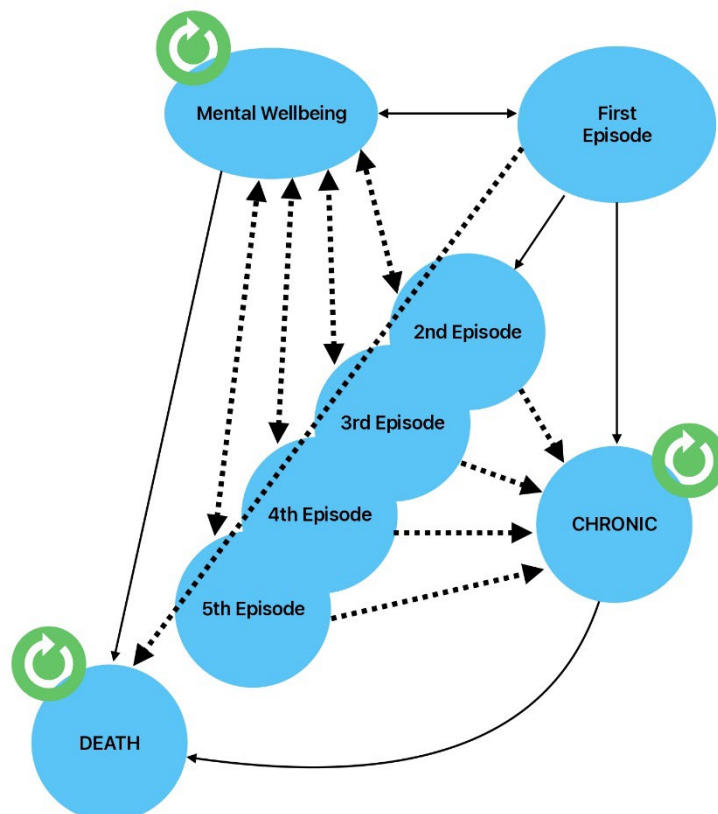 Mental Wellbeing
First
Episode
2nd Episode
3rd Episode
4th Episode
CHRONIC
5th Episode
DEATH